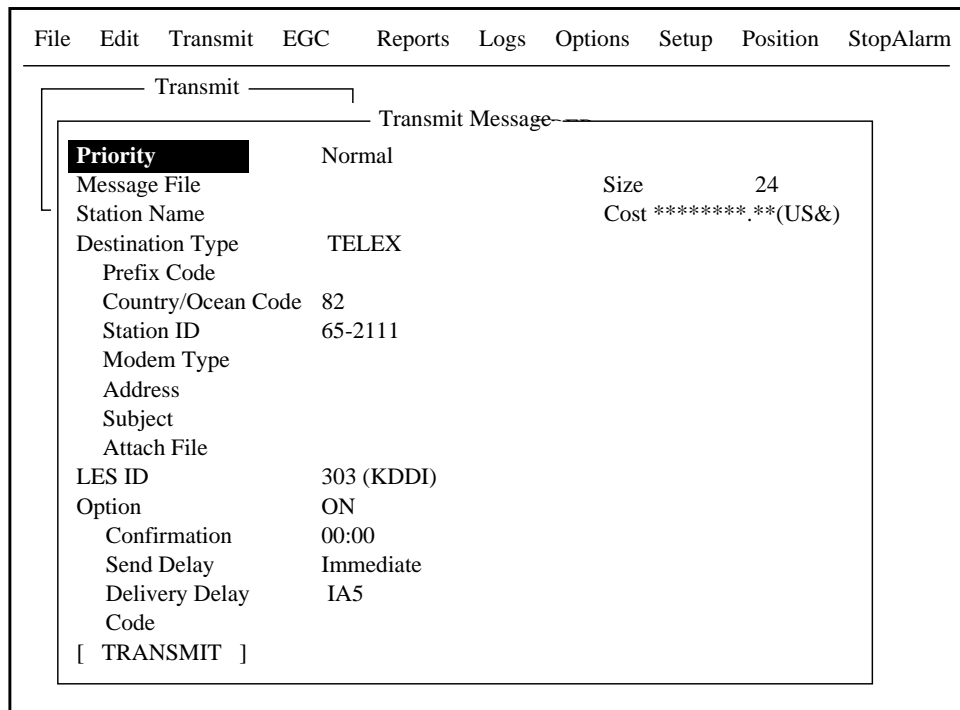 File Edit Transmit EGC Reports Logs Options Setup Position StopAlarm
Transmit
Transmit Message
Priority Normal
Message File Size 24
Station Name Cost ********.**(US&)
Destination Type TELEX
Prefix Code
Country/Ocean Code 82
Station ID 65-2111
Modem Type
Address
Subject
Attach File
LES ID 303 (KDDI)
Option ON
Confirmation 00:00
Send Delay Immediate
Delivery Delay IA5
Code
[ TRANSMIT ]